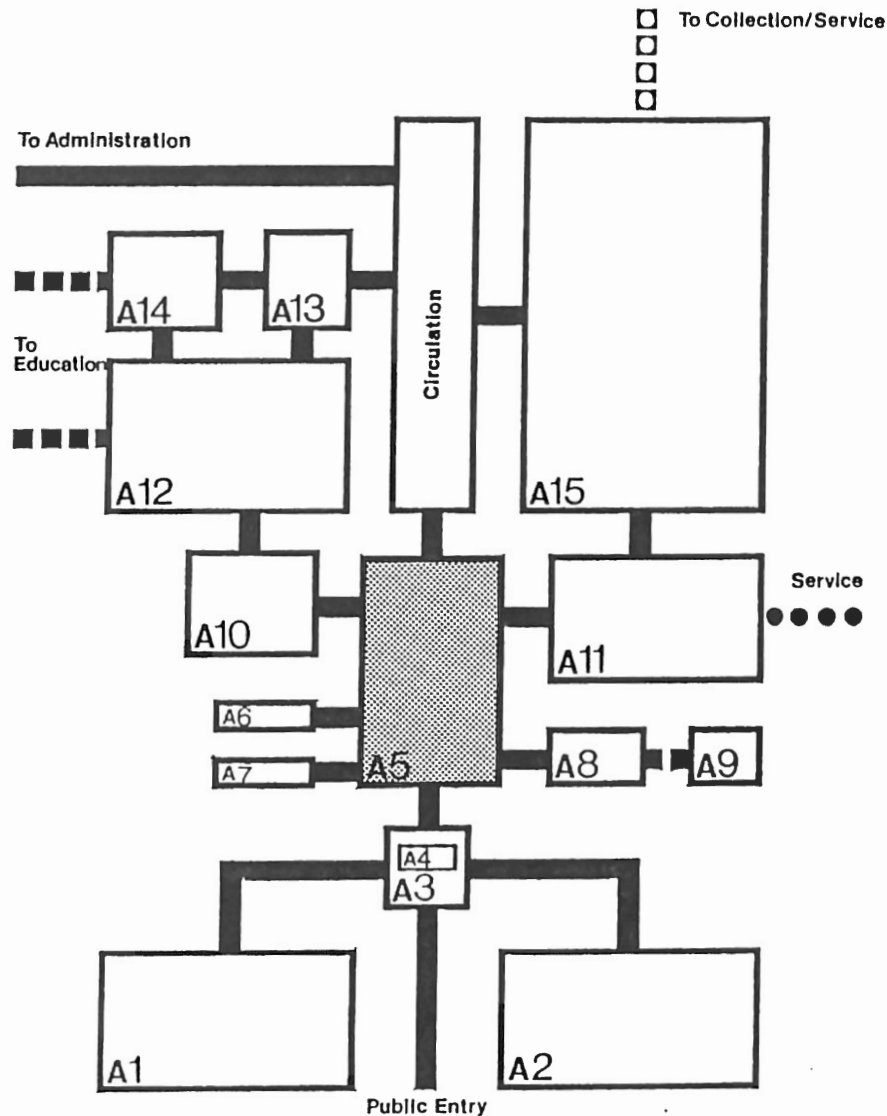 To Collection/Service
To Administration
A14
A13
Circulation
To
Education
A12
A15
Service
A10
A11
A6
A7
A5
A8
A9
A4
A3
A1
A2
Public Entry